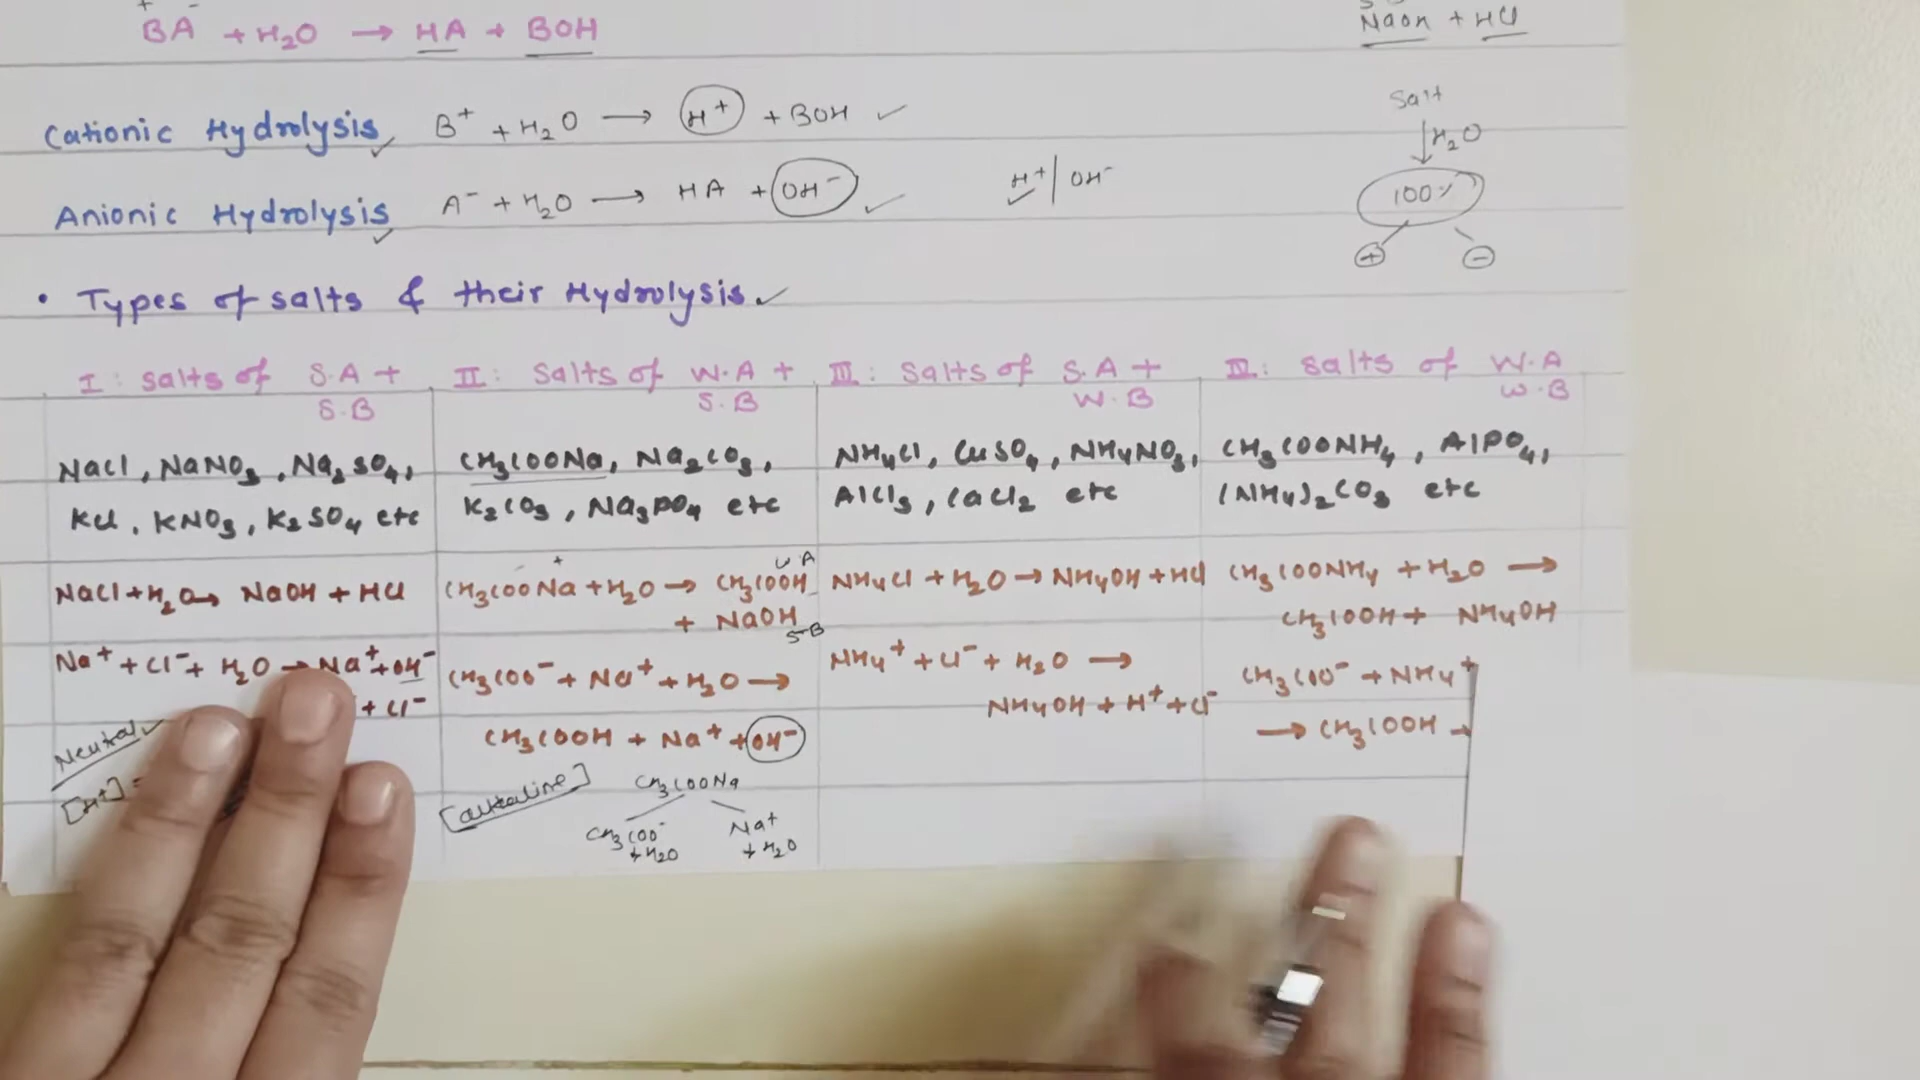 BA + H2O → HA + BOH
NaOH + HCl
Cationic Hydrolysis B⁺ + H2O → H⁺ + BOH ✓
Salt
↓H2O
100%
⊕ ⊖
Anionic Hydrolysis A⁻ + H2O → HA + OH⁻ ✓
H⁺ | OH⁻
• Types of salts & their Hydrolysis ✓
I : salts of S.A + S.B
NaCl, NaNO3, Na2SO4,
KCl, KNO3, K2SO4 etc
NaCl + H2O → NaOH + HCl
Na⁺ + Cl⁻ + H2O → Na⁺ + OH⁻
+ Cl⁻
Neutral
[H⁺] =
II : Salts of W.A + S.B
CH3COONa, Na2CO3,
K2CO3, Na3PO4 etc
CH3COONa + H2O → CH3COOH W A
+ NaOH SB
CH3COO⁻ + Na⁺ + H2O →
CH3COOH + Na⁺ + OH⁻
[alkaline]
CH3COONa
CH3COO⁻ Na⁺
+ H2O + H2O
III : Salts of S.A + W.B
NH4Cl, CuSO4, NH4NO3,
AlCl3, CaCl2 etc
NH4Cl + H2O → NH4OH + HCl
NH4⁺ + Cl⁻ + H2O →
NH4OH + H⁺ + Cl⁻
IV : salts of W.A W.B
CH3COONH4, AlPO4,
(NH4)2CO3 etc
CH3COONH4 + H2O →
CH3COOH + NH4OH
CH3COO⁻ + NH4⁺
→ CH3COOH